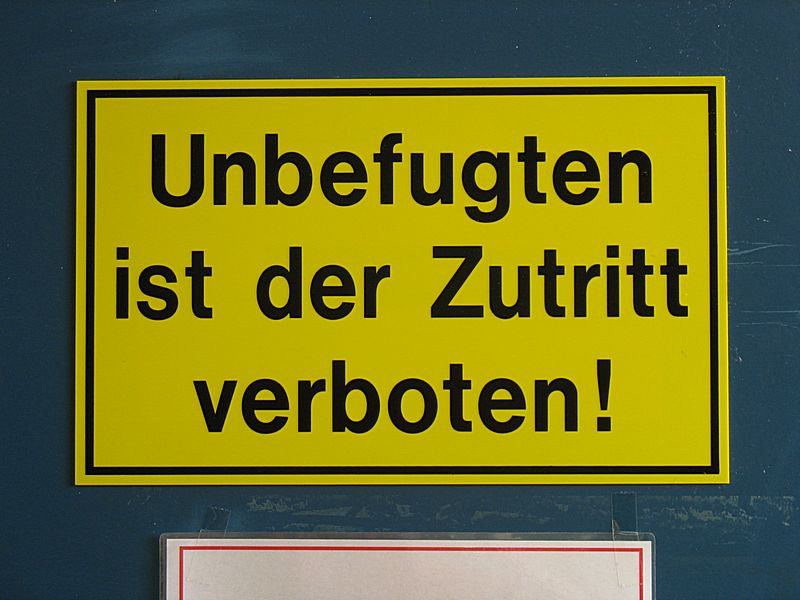 Unbefugten
ist der Zutritt
verboten!